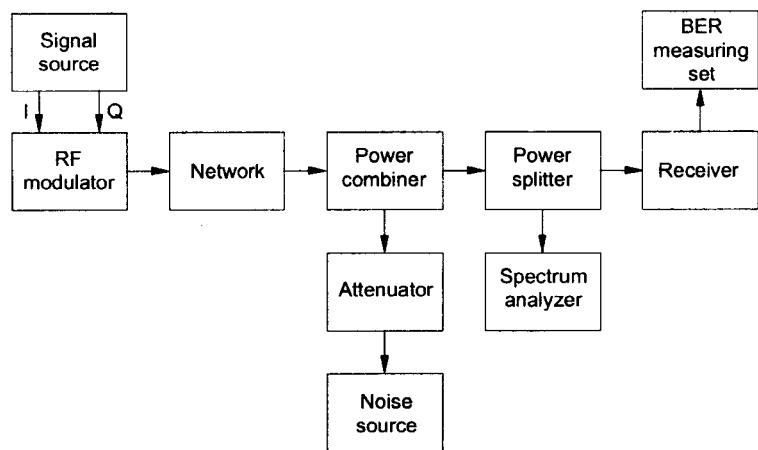 Signal
source
BER
measuring
set
I
Q
RF
modulator
Network
Power
combiner
Power
splitter
Receiver
Attenuator
Spectrum
analyzer
Noise
source